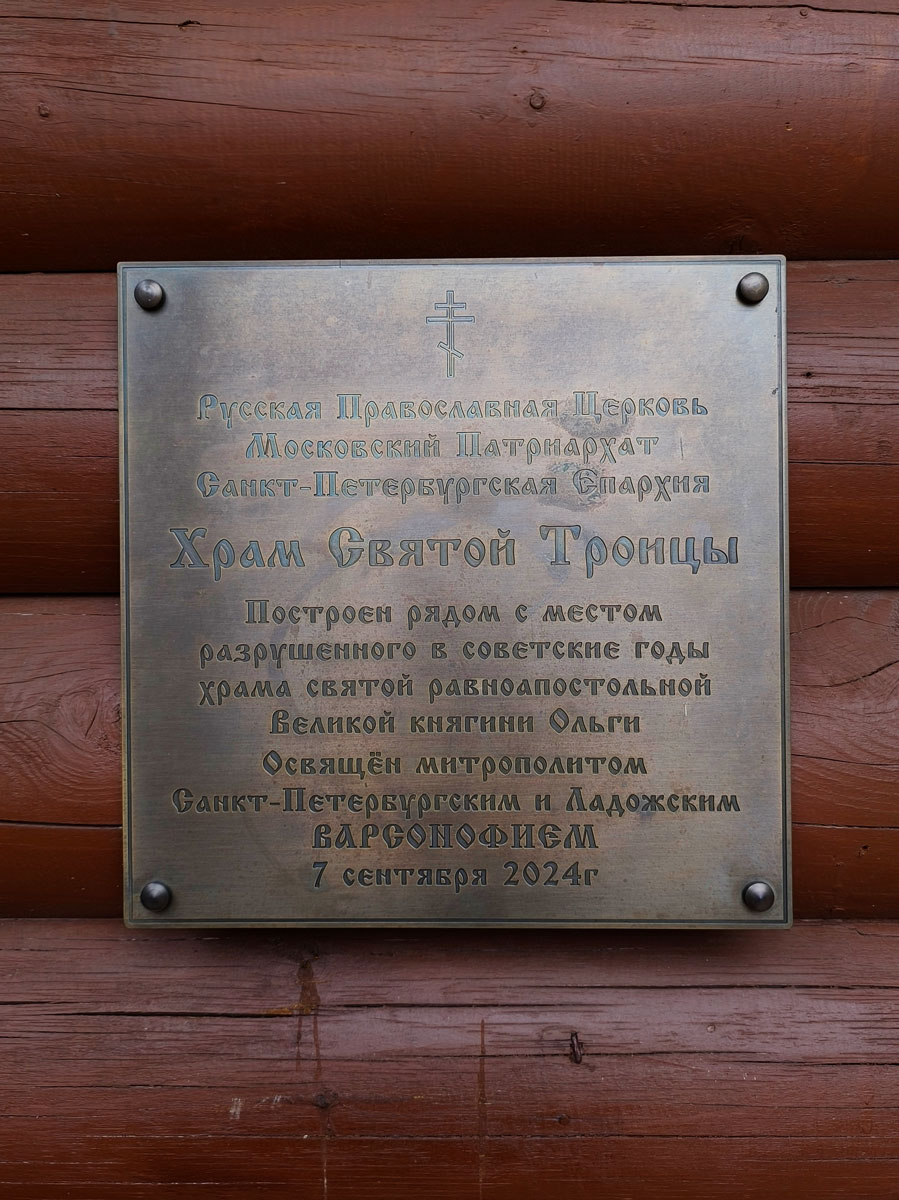 Русская Православная Церковь
Московский Патриархат
Санкт-Петербургская Епархия
Храм Святой Троицы
Построен рядом с местом
разрушенного в советские годы
храма святой равноапостольной
Великой княгини Ольги
Освящён митрополитом
Санкт-Петербургским и Ладожским
ВАРСОНОФИЕМ
7 сентября 2024г